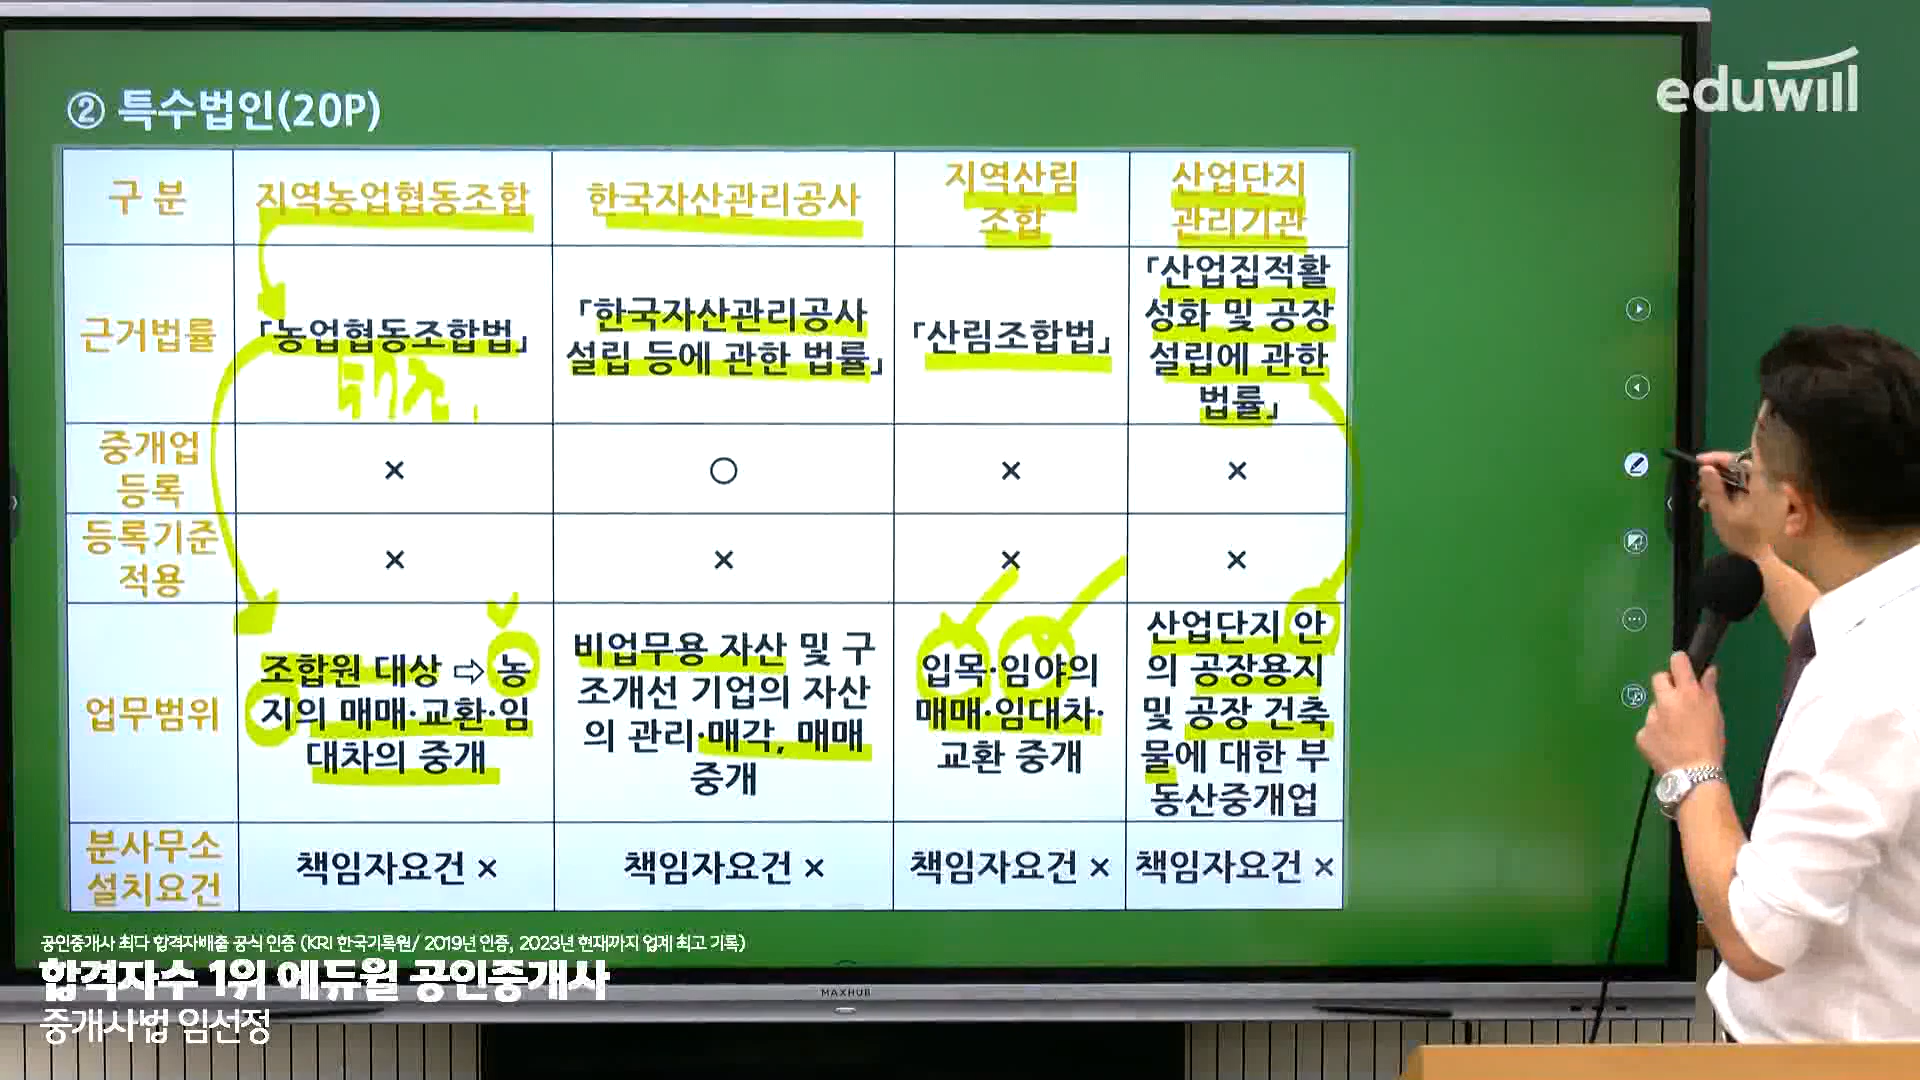 eduwill
② 특수법인(20P)
구 분
지역농업협동조합
한국자산관리공사
지역산림
조합
산업단지
관리기관
근거법률
「농업협동조합법」
「한국자산관리공사
설립 등에 관한 법률」
「산림조합법」
「산업집적활
성화 및 공장
설립에 관한
법률」
중개업
등록
×
○
×
×
등록기준
적용
×
×
×
×
업무범위
조합원 대상 ⇨ 농
지의 매매·교환·임
대차의 중개
비업무용 자산 및 구
조개선 기업의 자산
의 관리·매각, 매매
중개
입목·임야의
매매·임대차·
교환 중개
산업단지 안
의 공장용지
및 공장 건축
물에 대한 부
동산중개업
분사무소
설치요건
책임자요건 ×
책임자요건 ×
책임자요건 ×
책임자요건 ×
공인중개사 최다 합격자배출 공식 인증 (KRI 한국기록원/ 2019년 인증, 2023년 현재까지 업계 최고 기록)
합격자수 1위 에듀윌 공인중개사
중개사법 임선정
MAXHUB